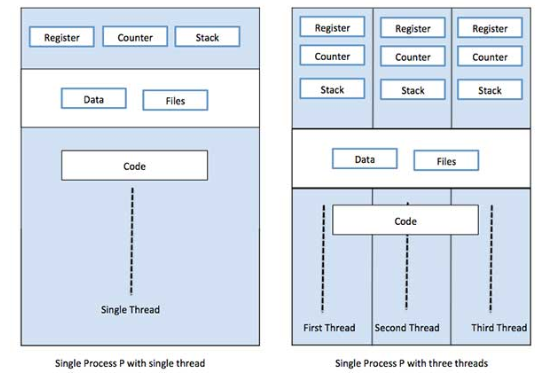 Register Counter Stack
Data Files
Code
Single Thread
Single Process P with single thread
Register Register Register
Counter Counter Counter
Stack Stack Stack
Data Files
Code
First Thread Second Thread Third Thread
Single Process P with three threads